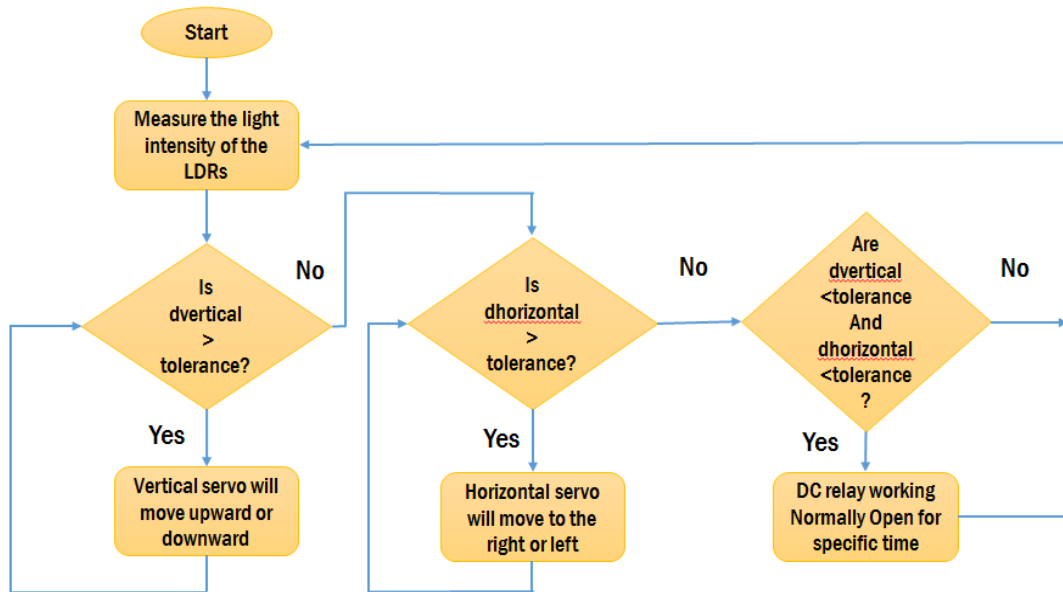 Start
Measure the light
intensity of the
LDRs
Is
dvertical
>
tolerance?
No
Yes
Vertical servo will
move upward or
downward
Is
dhorizontal
>
tolerance?
No
Yes
Horizontal servo
will move to the
right or left
Are
dvertical
<tolerance
And
dhorizontal
<tolerance
?
No
Yes
DC relay working
Normally Open for
specific time